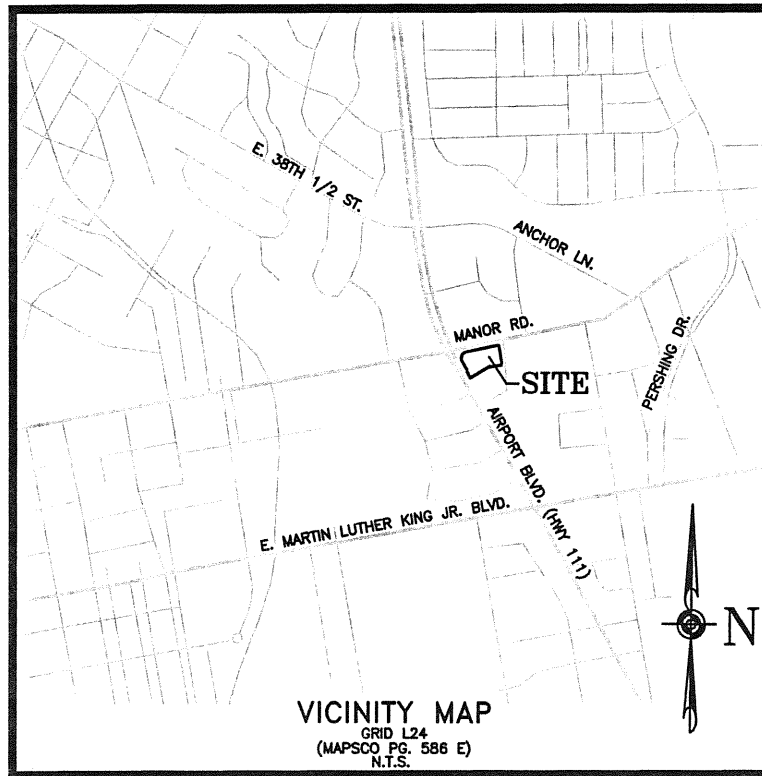 E. 38TH 1/2 ST.
ANCHOR LN.
MANOR RD.
PERSHING DR.
SITE
AIRPORT BLVD. (HWY 111)
E. MARTIN LUTHER KING JR. BLVD.
N
VICINITY MAP
GRID L24
(MAPSCO PG. 586 E)
N.T.S.